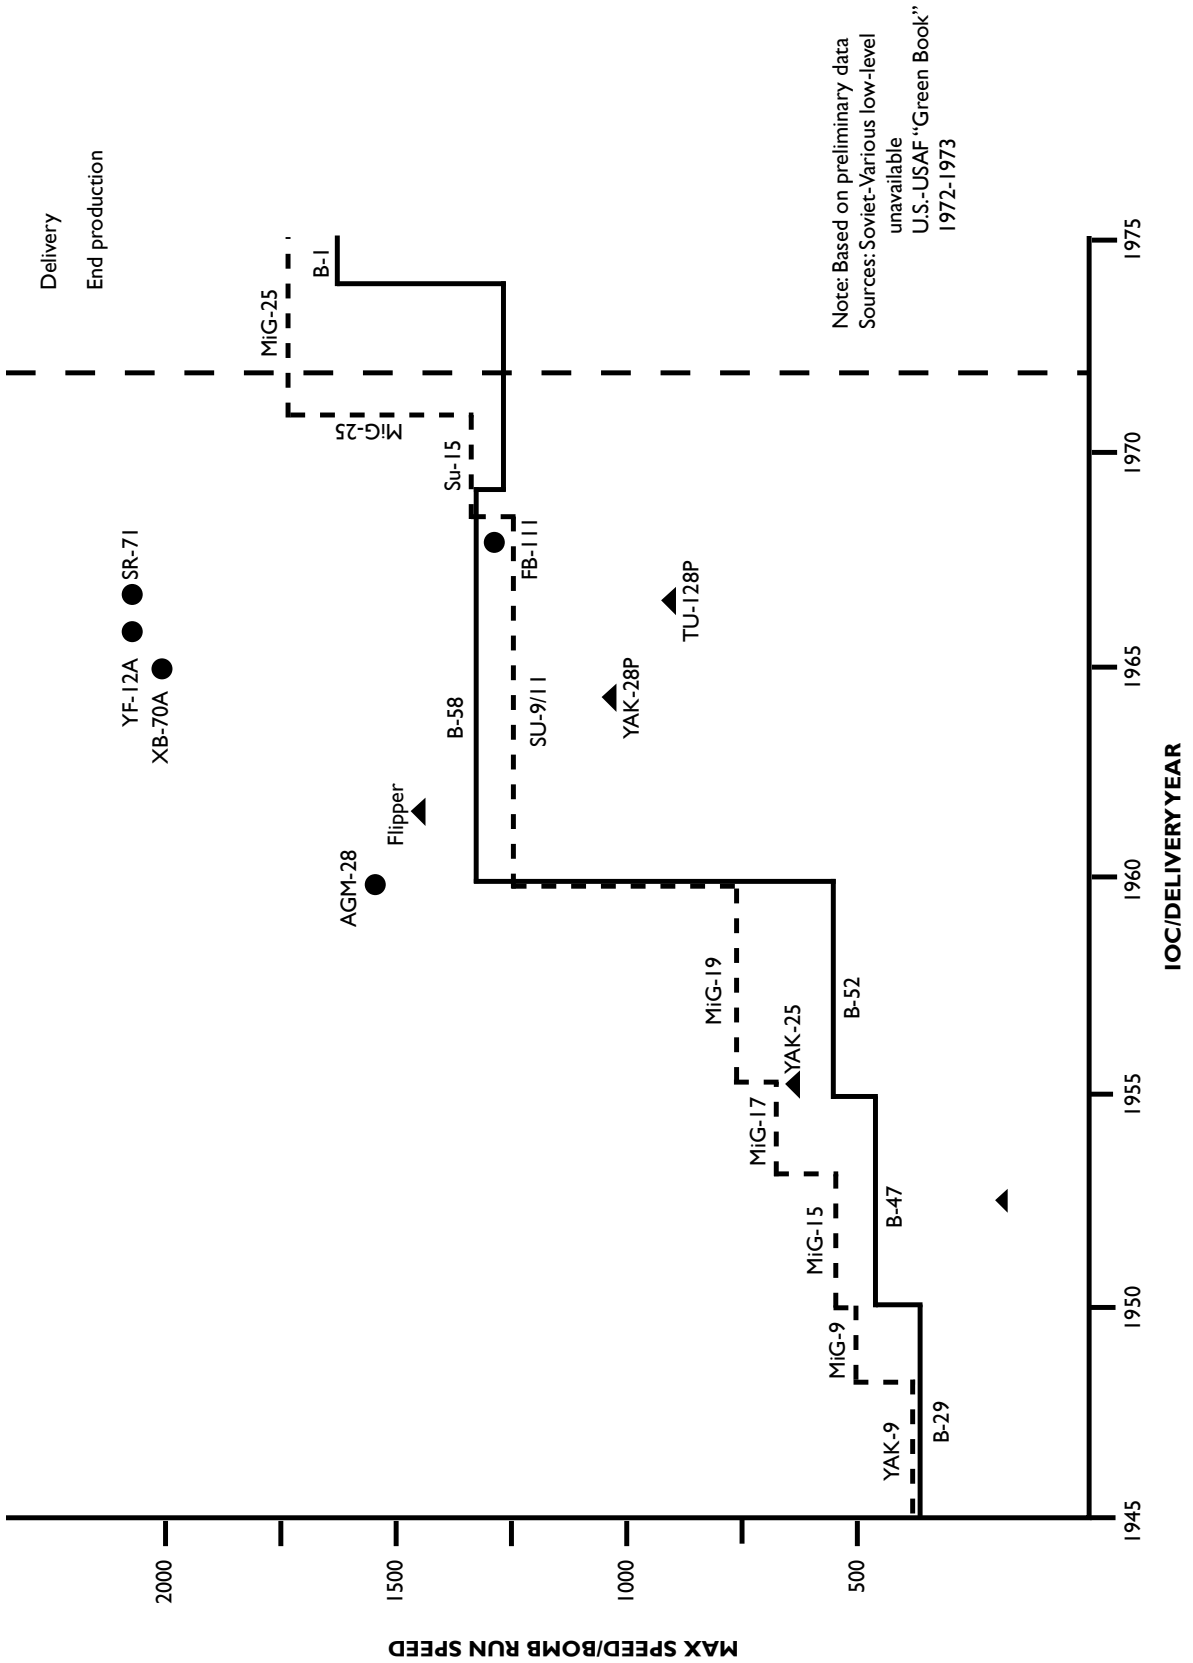 Delivery
End production
MiG-25
B-1
MiG-25
Su-15
SR-71
YF-12A
XB-70A
FB-111
TU-128P
YAK-28P
B-58
SU-9/11
Flipper
AGM-28
MiG-19
YAK-25
B-52
MiG-17
MiG-15
B-47
MiG-9
YAK-9
B-29
Note: Based on preliminary data
Sources: Soviet-Various low-level
unavailable
U.S.-USAF “Green Book”
1972-1973
2000
1500
1000
500
MAX SPEED/BOMB RUN SPEED
1945
1950
1955
1960
1965
1970
1975
IOC/DELIVERY YEAR